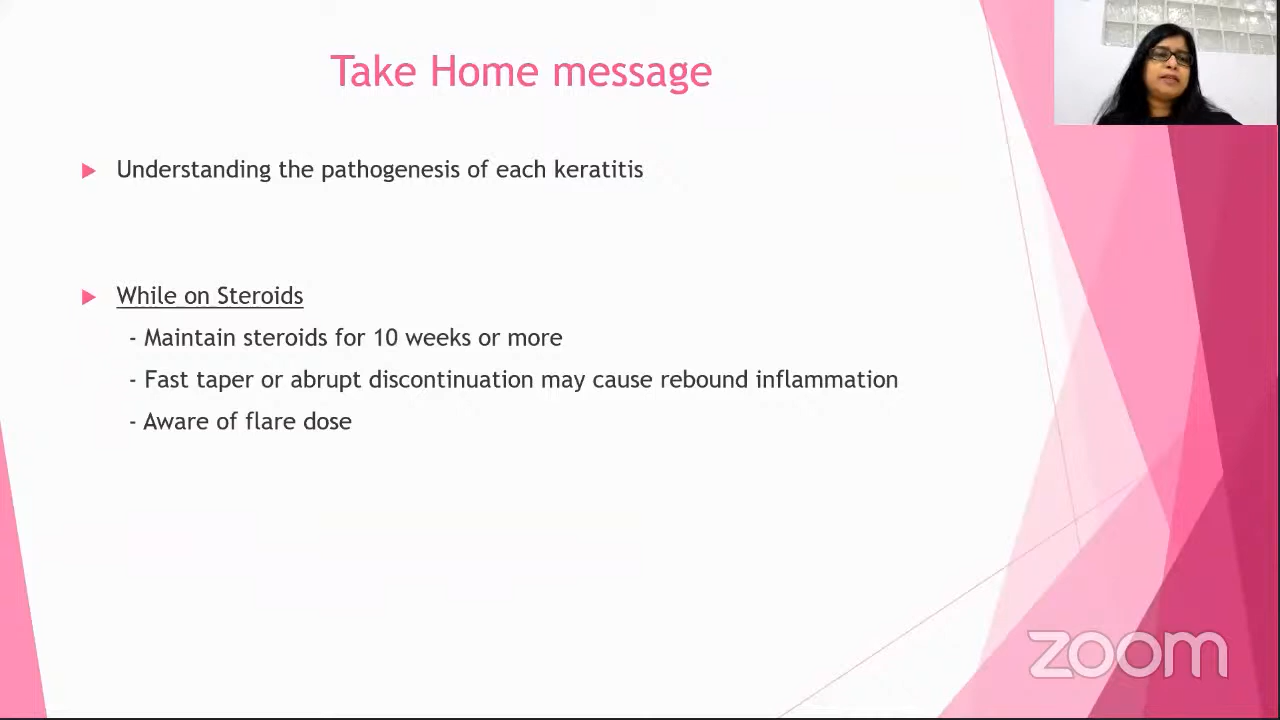 Take Home message
Understanding the pathogenesis of each keratitis
While on Steroids
- Maintain steroids for 10 weeks or more
- Fast taper or abrupt discontinuation may cause rebound inflammation
- Aware of flare dose
zoom